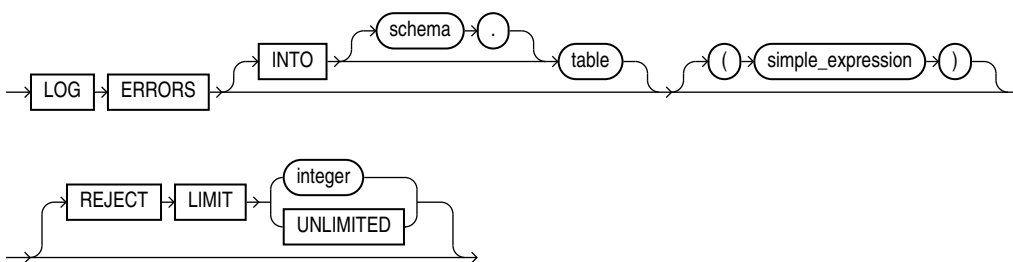 schema .
INTO table ( simple_expression )
LOG ERRORS
integer
REJECT LIMIT
UNLIMITED